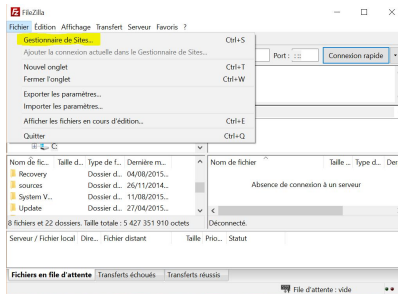 FileZilla
Fichier Édition Affichage Transfert Serveur Favoris ?
Gestionnaire de Sites... Ctrl+S
Ajouter la connexion actuelle dans le Gestionnaire de Sites...
Port : Connexion rapide
Nouvel onglet Ctrl+T
Fermer l'onglet Ctrl+W
Exporter les paramètres...
Importer les paramètres...
Afficher les fichiers en cours d'édition... Ctrl+E
Quitter Ctrl+Q
C:
Nom de fic... Taille d... Type de f... Dernière m... Nom de fichier Taille ... Type d... Der
Recovery Dossier d... 04/08/2015...
sources Dossier d... 26/11/2014... Absence de connexion à un serveur
System V... Dossier d... 11/08/2015...
Update Dossier d... 27/04/2015...
8 fichiers et 22 dossiers. Taille totale : 5 427 351 910 octets Déconnecté.
Serveur / Fichier local Dire... Fichier distant Taille Prio... Statut
Fichiers en file d'attente Transferts échoués Transferts réussis
File d'attente : vide